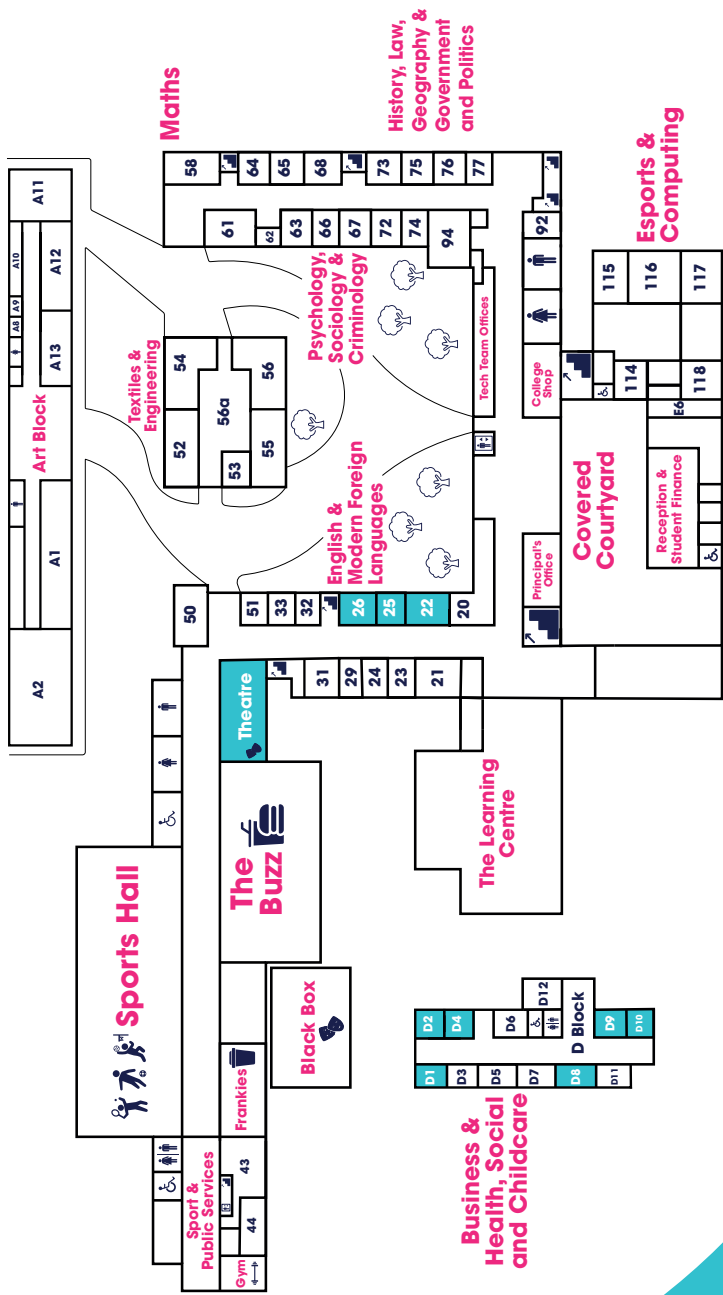 Maths
History, Law,
Geography &
Government
and Politics
Esports &
Computing
58
64
65
68
73
75
76
77
61
62
63
66
67
72
74
94
92
A11
A10
A12
A9
A8
A13
Art Block
A1
A2
Textiles &
Engineering
54
56
56a
52
53
55
Psychology,
Sociology &
Criminology
Tech Team Offices
College
Shop
115
116
117
114
118
E6
English &
Modern Foreign
Languages
Principal's
Office
Covered
Courtyard
Reception &
Student Finance
50
51
33
32
26
25
22
20
Theatre
31
29
24
23
21
Sports Hall
The
Buzz
The Learning
Centre
Black Box
Frankies
Sport &
Public Services
43
44
Gym
D2
D4
D6
D12
D Block
D9
D10
D1
D3
D5
D7
D8
D11
Business &
Health, Social
and Childcare